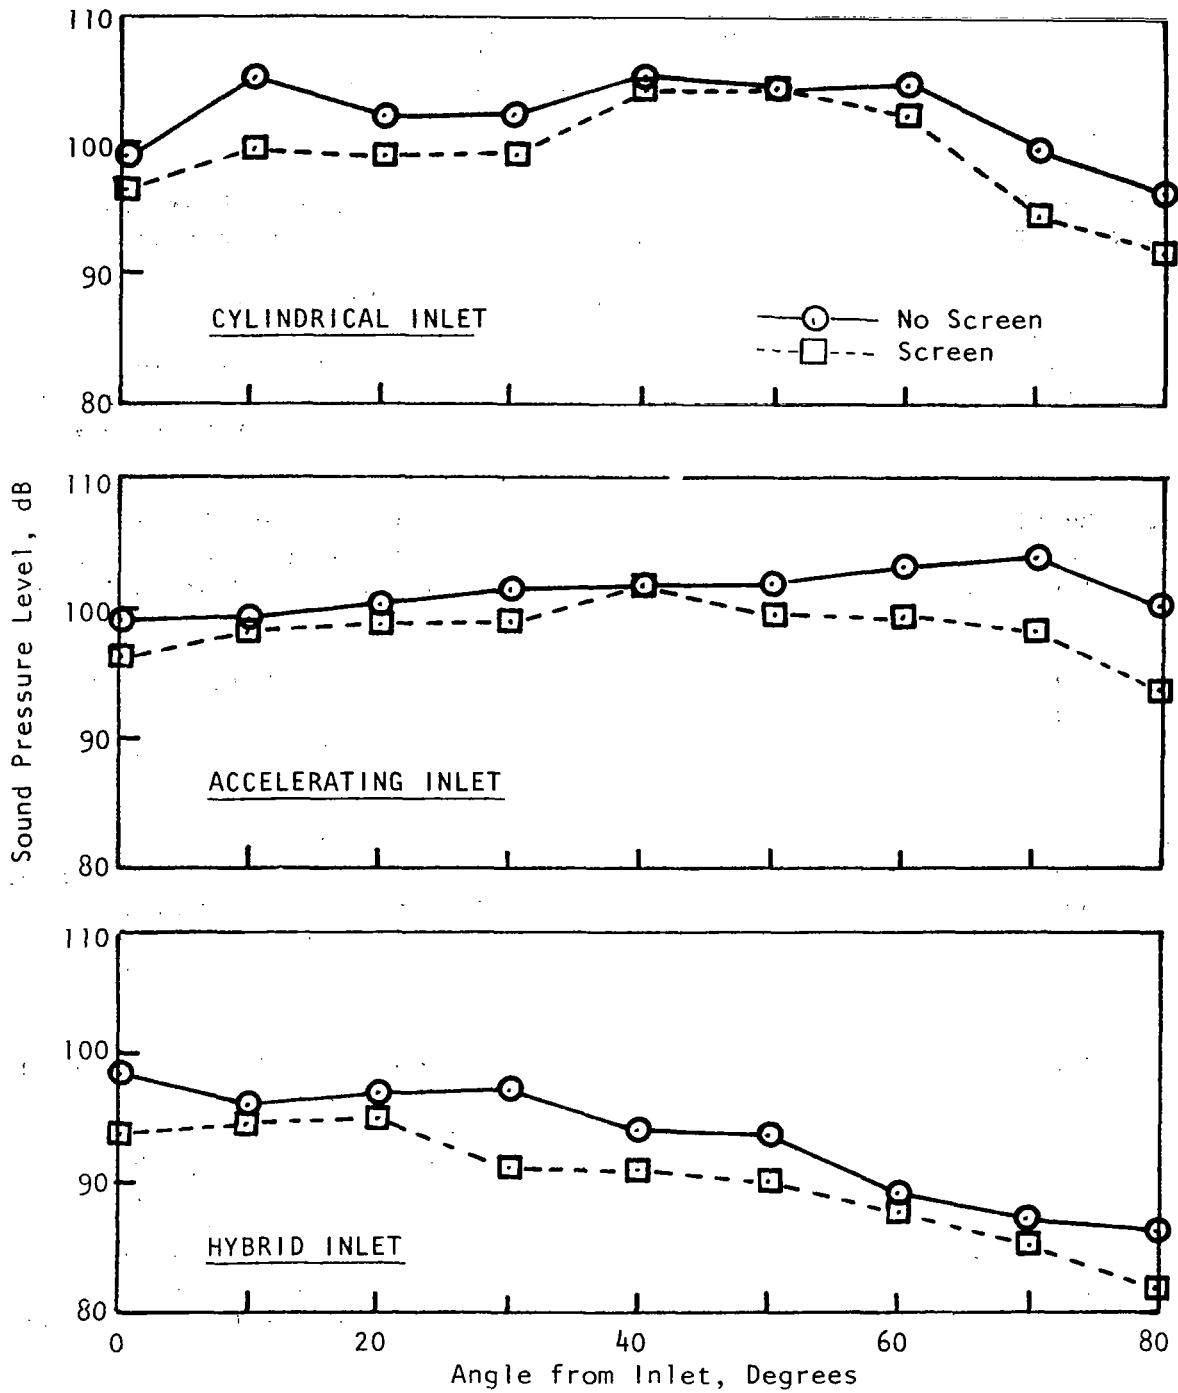 110
100
90
80
CYLINDRICAL INLET
No Screen
Screen
Sound Pressure Level, dB
110
100
90
80
ACCELERATING INLET
110
100
90
80
HYBRID INLET
0 20 40 60 80
Angle from Inlet, Degrees